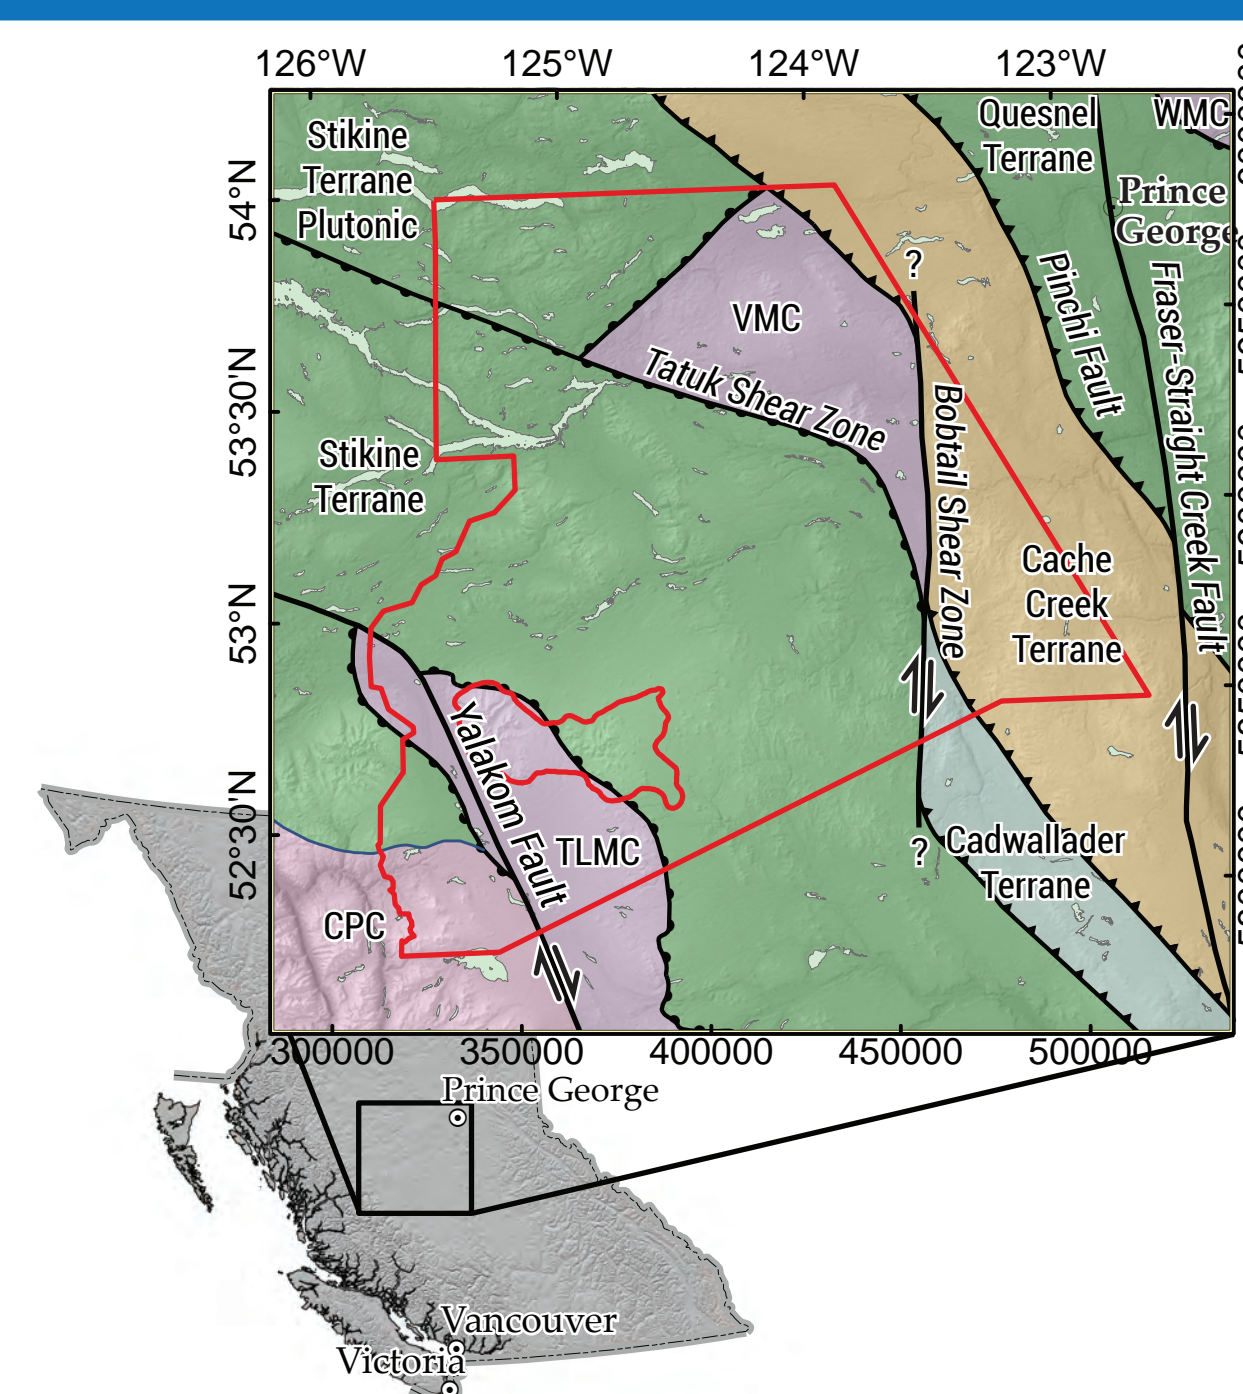 126°W 125°W 124°W 123°W
Stikine
Terrane
Plutonic
Quesnel
Terrane
WMC
Prince
George
54°N
53°30'N
53°N
52°30'N
?
VMC
Pinchi Fault
Fraser-Straight Creek Fault
Tatuk Shear Zone
Bobtail Shear Zone
Stikine
Terrane
Cache
Creek
Terrane
Yalakom Fault
TLMC
?
Cadwallader
Terrane
CPC
300000 350000 400000 450000 500000
Prince George
Vancouver
Victoria